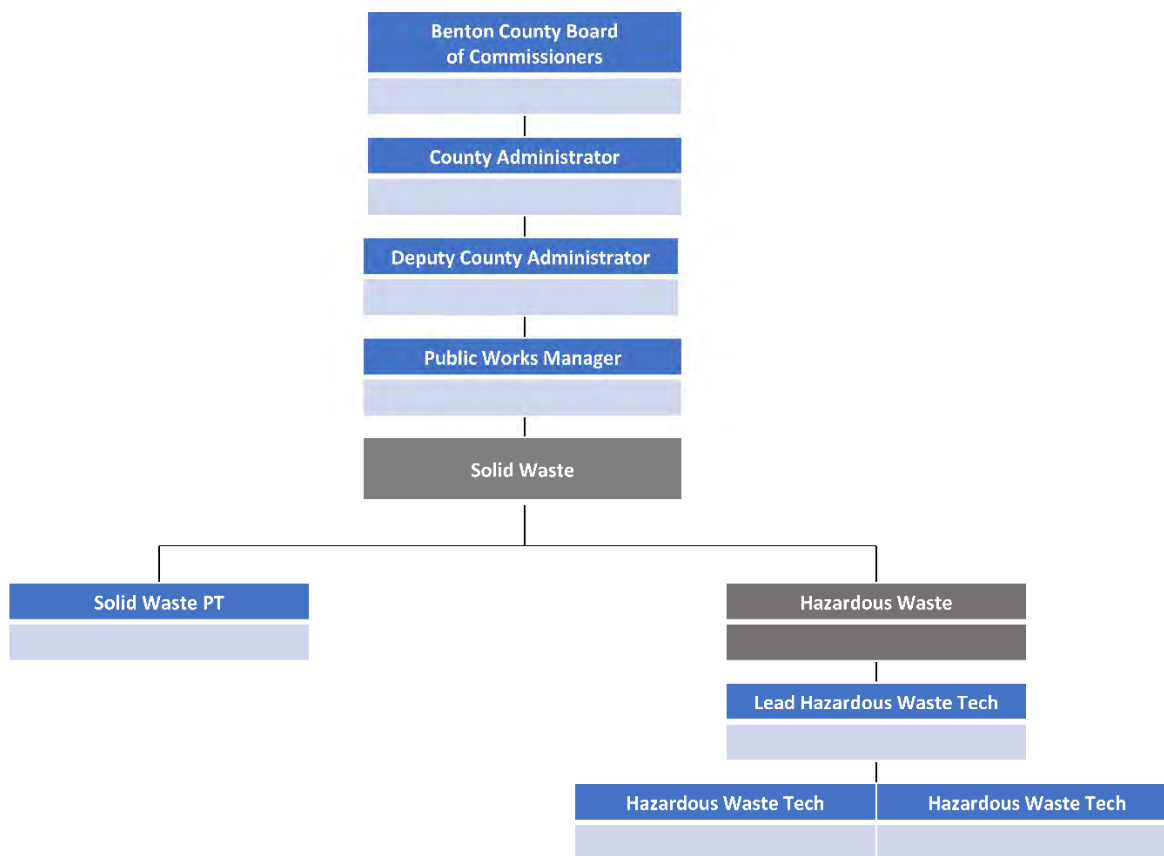 Benton County Board
of Commissioners
County Administrator
Deputy County Administrator
Public Works Manager
Solid Waste
Solid Waste PT
Hazardous Waste
Lead Hazardous Waste Tech
Hazardous Waste Tech
Hazardous Waste Tech